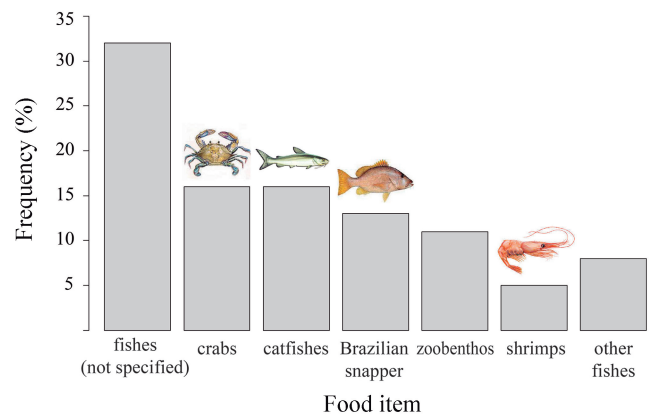 35
30
25
20
15
10
5
Frequency (%)
fishes
(not specified)
crabs
catfishes
Brazilian
snapper
zoobenthos
shrimps
other
fishes
Food item